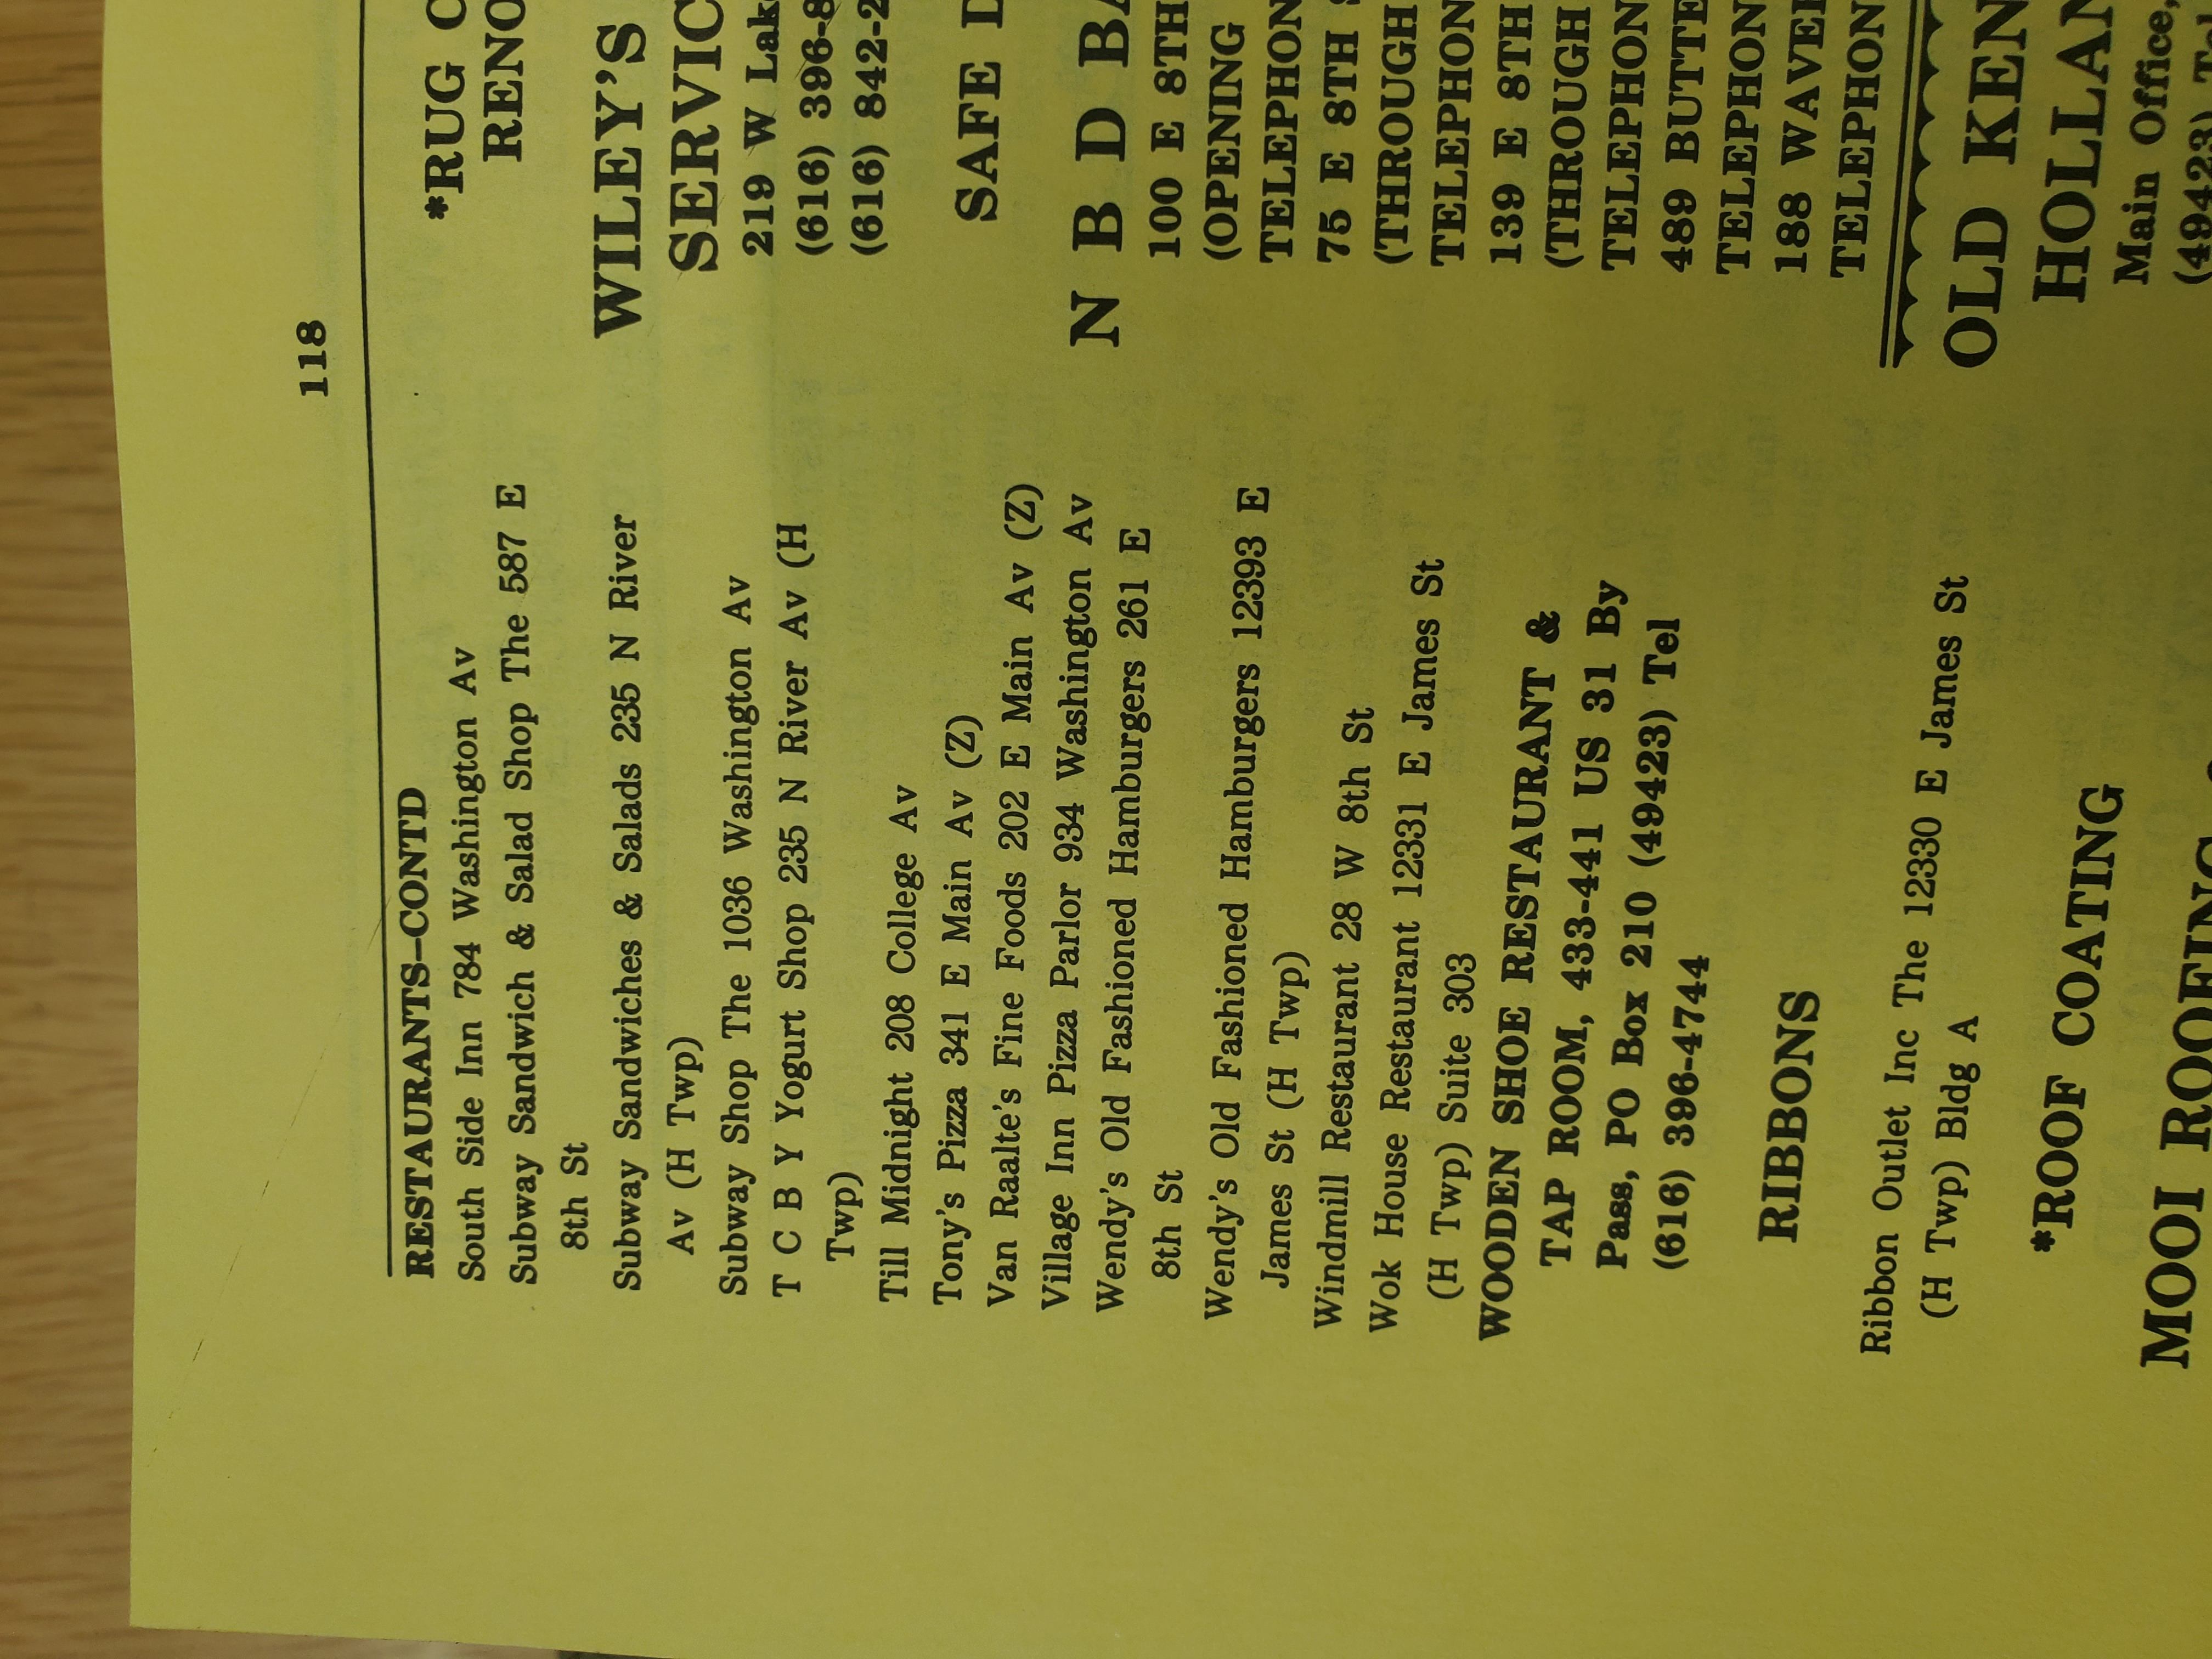 118
RESTAURANTS–CONTD
South Side Inn 784 Washington Av
Subway Sandwich & Salad Shop The 587 E
8th St
Subway Sandwiches & Salads 235 N River
Av (H Twp)
Subway Shop The 1036 Washington Av
T C B Y Yogurt Shop 235 N River Av (H
Twp)
Till Midnight 208 College Av
Tony's Pizza 341 E Main Av (Z)
Van Raalte's Fine Foods 202 E Main Av (Z)
Village Inn Pizza Parlor 934 Washington Av
Wendy's Old Fashioned Hamburgers 261 E
8th St
Wendy's Old Fashioned Hamburgers 12393 E
James St (H Twp)
Windmill Restaurant 28 W 8th St
Wok House Restaurant 12331 E James St
(H Twp) Suite 303
WOODEN SHOE RESTAURANT &
TAP ROOM, 433-441 US 31 By
Pass, PO Box 210 (49423) Tel
(616) 396-4744
RIBBONS
Ribbon Outlet Inc The 12330 E James St
(H Twp) Bldg A
*ROOF COATING
MOOI ROOFING
*RUG
RENO
WILEY'S
SERVIC
219 W Lak
(616) 396-8
(616) 842-2
SAFE
N B D
100 E 8TH
(OPENING
TELEPHON
75 E 8TH
(THROUGH
TELEPHON
139 E 8TH
(THROUGH
TELEPHON
489 BUTTE
TELEPHON
188 WAVE
TELEPHON
OLD KEN
HOLLAN
Main Office,
(49423)